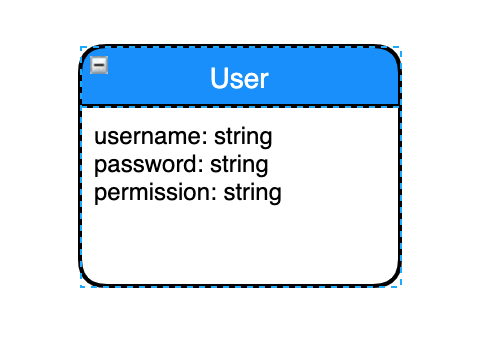 User
username: string
password: string
permission: string